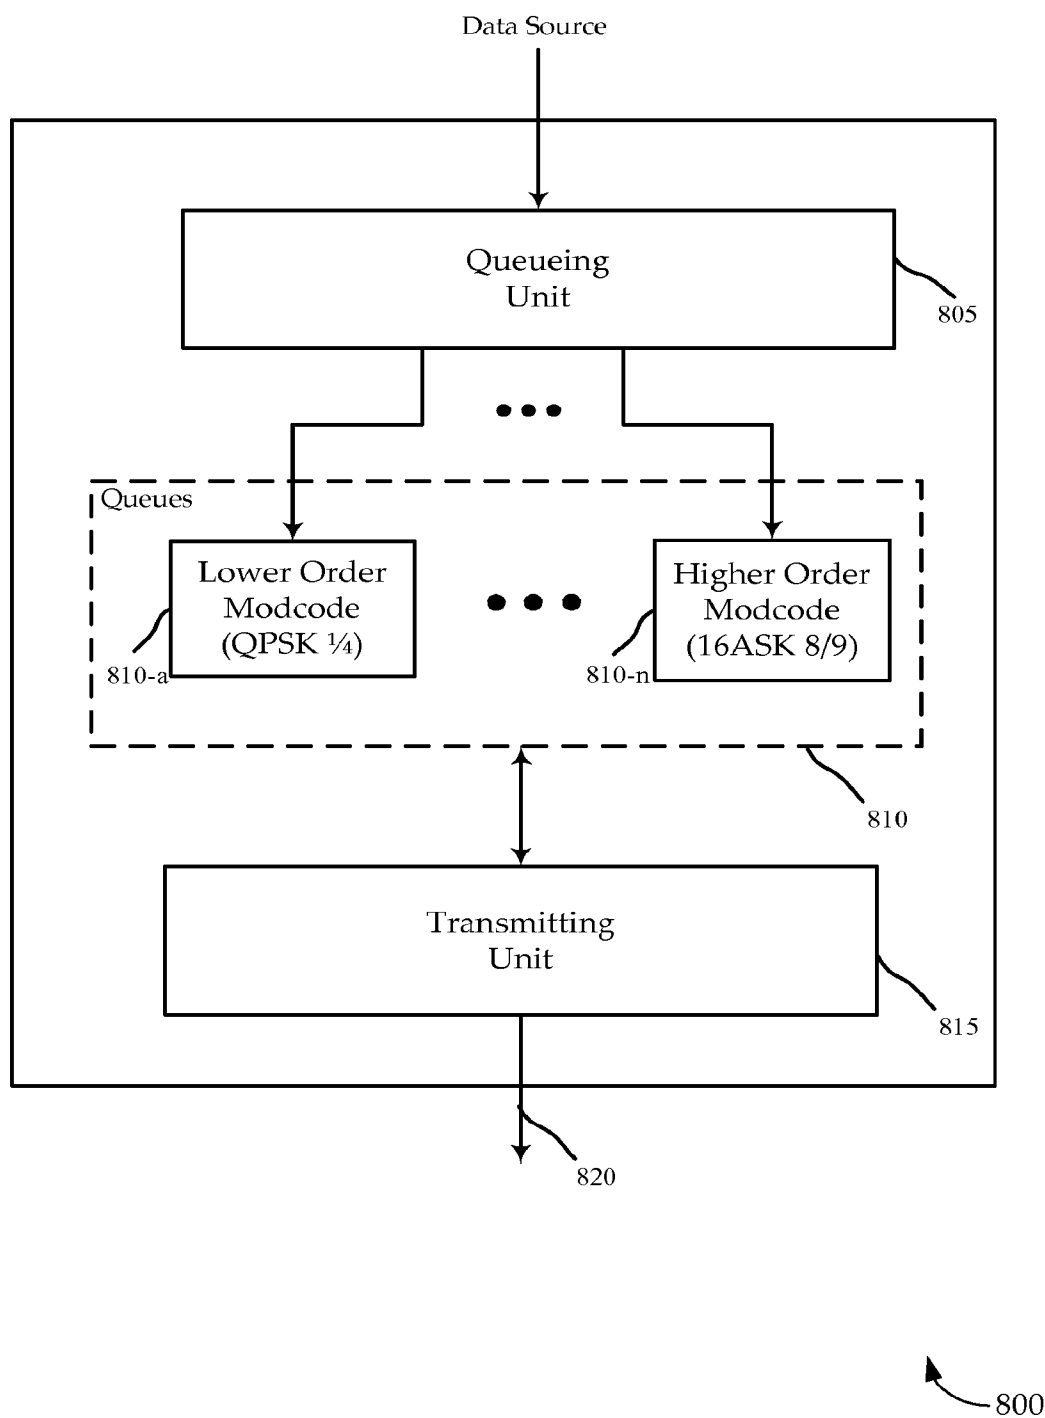 Data Source
Queueing
Unit
805
Queues
Lower Order
Modcode
(QPSK ¼)
810-a
Higher Order
Modcode
(16ASK 8/9)
810-n
810
Transmitting
Unit
815
820
800